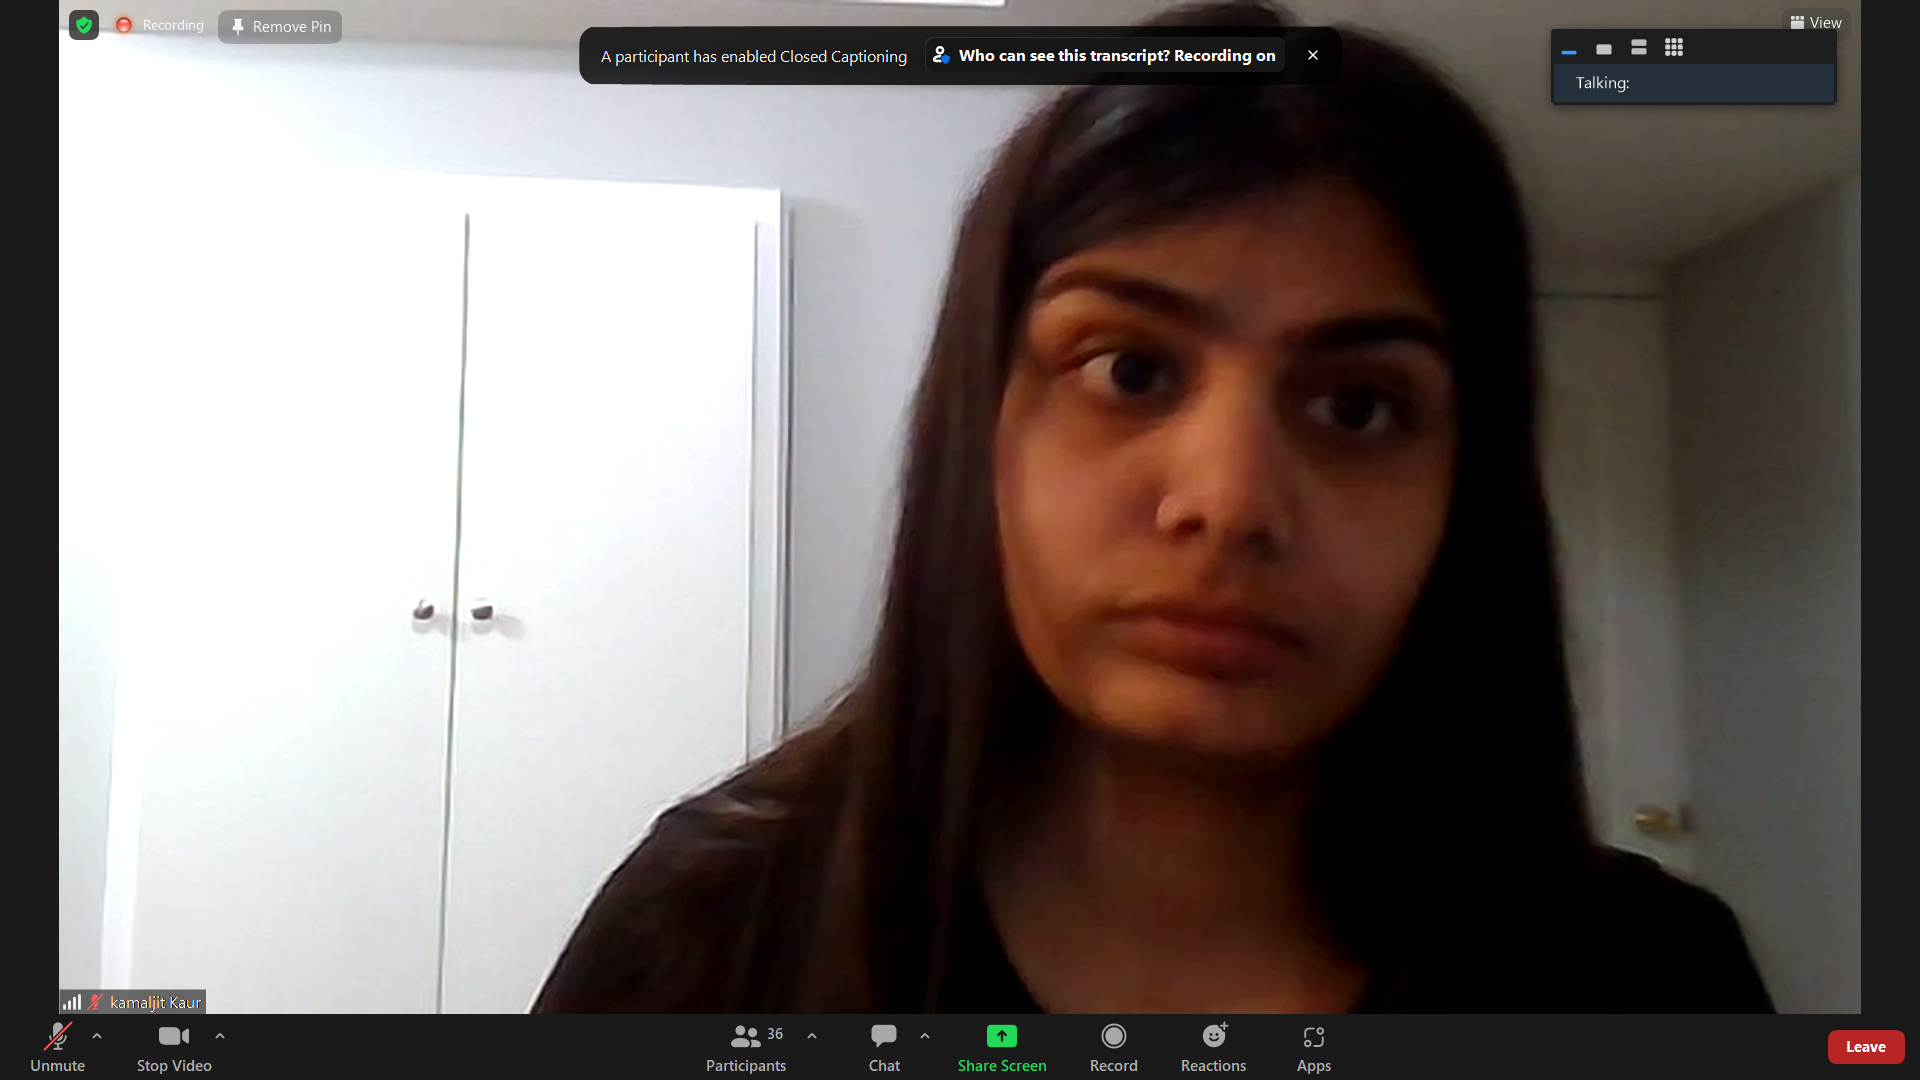 Recording
Remove Pin
A participant has enabled Closed Captioning
Who can see this transcript? Recording on
View
Talking:
kamaljit Kaur
Unmute
Stop Video
36
Participants
Chat
Share Screen
Record
Reactions
Apps
Leave